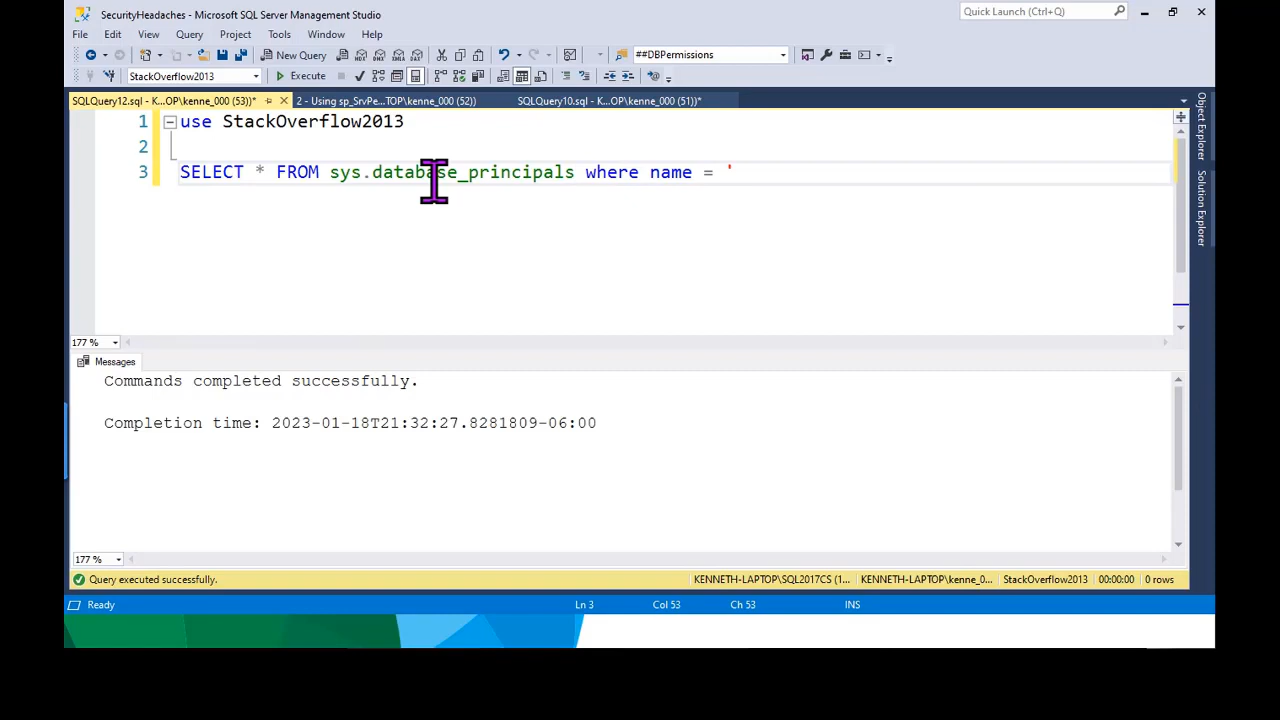 SecurityHeadaches - Microsoft SQL Server Management Studio
Quick Launch (Ctrl+Q)
File Edit View Query Project Tools Window Help
New Query ##DBPermissions
StackOverflow2013 Execute
SQLQuery12.sql - K...OP\kenne_000 (53))* 2 - Using sp_SrvPe...TOP\kenne_000 (52)) SQLQuery10.sql - K...OP\kenne_000 (51))*
1 use StackOverflow2013
2
3 SELECT * FROM sys.database_principals where name = '
177 %
Messages
Commands completed successfully.
Completion time: 2023-01-18T21:32:27.8281809-06:00
177 %
Query executed successfully. KENNETH-LAPTOP\SQL2017CS (1... KENNETH-LAPTOP\kenne_0... StackOverflow2013 00:00:00 0 rows
Ready Ln 3 Col 53 Ch 53 INS
Object Explorer
Solution Explorer